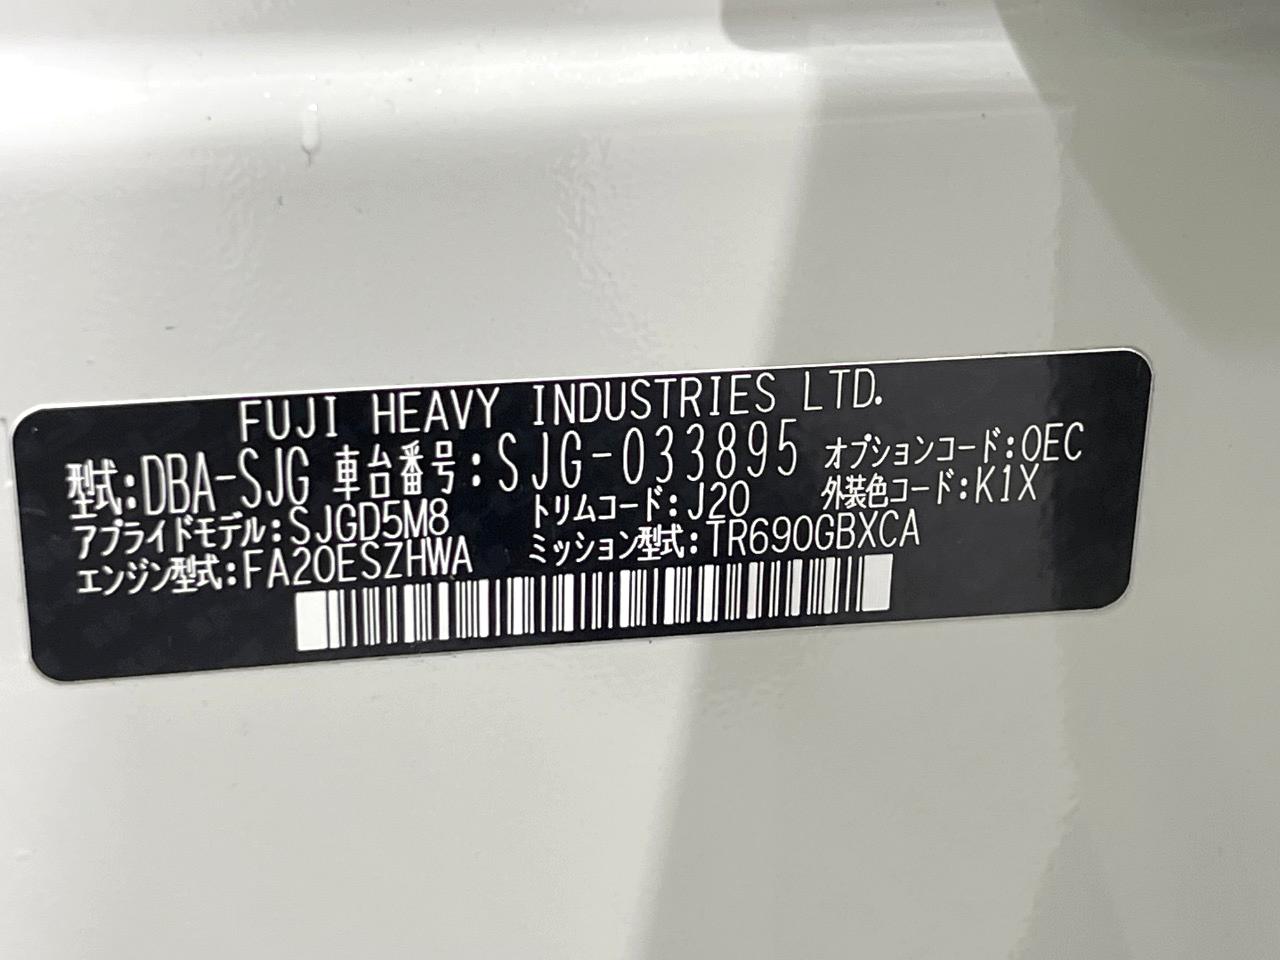 FUJI HEAVY INDUSTRIES LTD.
型式:DBA-SJG 車台番号:SJG-033895 オプションコード:OEC
アプライドモデル:SJGD5M8 トリムコード:J20 外装色コード:K1X
エンジン型式:FA20ESZHWA ミッション型式:TR690GBXCA